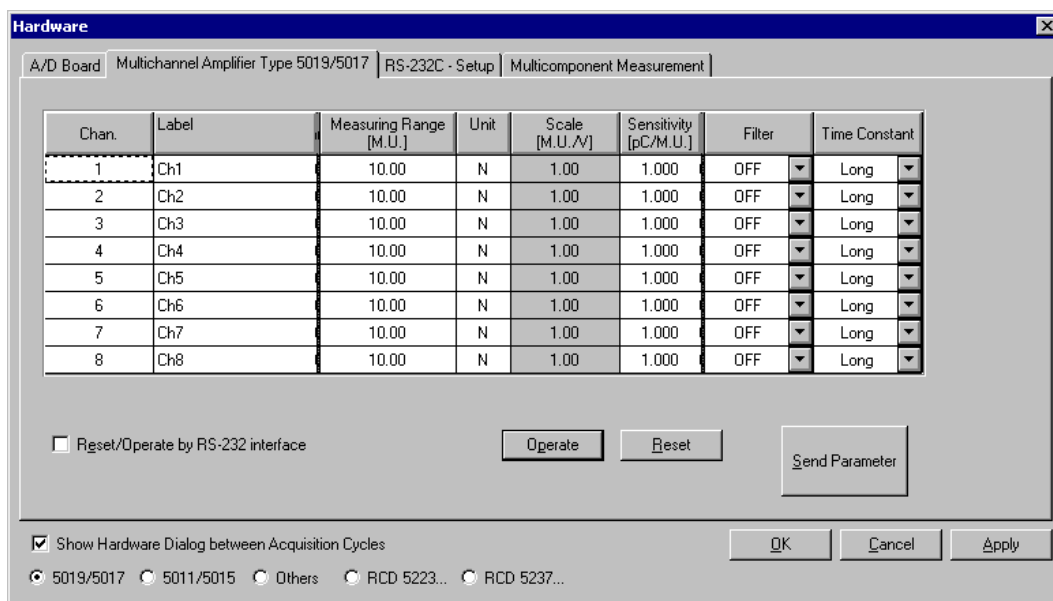 Hardware
A/D Board Multichannel Amplifier Type 5019/5017 RS-232C - Setup Multicomponent Measurement
Chan. Label Measuring Range [M.U.] Unit Scale [M.U./V] Sensitivity [pC/M.U.] Filter Time Constant
1 Ch1 10.00 N 1.00 1.000 OFF Long
2 Ch2 10.00 N 1.00 1.000 OFF Long
3 Ch3 10.00 N 1.00 1.000 OFF Long
4 Ch4 10.00 N 1.00 1.000 OFF Long
5 Ch5 10.00 N 1.00 1.000 OFF Long
6 Ch6 10.00 N 1.00 1.000 OFF Long
7 Ch7 10.00 N 1.00 1.000 OFF Long
8 Ch8 10.00 N 1.00 1.000 OFF Long
Reset/Operate by RS-232 interface Operate Reset Send Parameter
Show Hardware Dialog between Acquisition Cycles OK Cancel Apply
5019/5017 5011/5015 Others RCD 5223... RCD 5237...